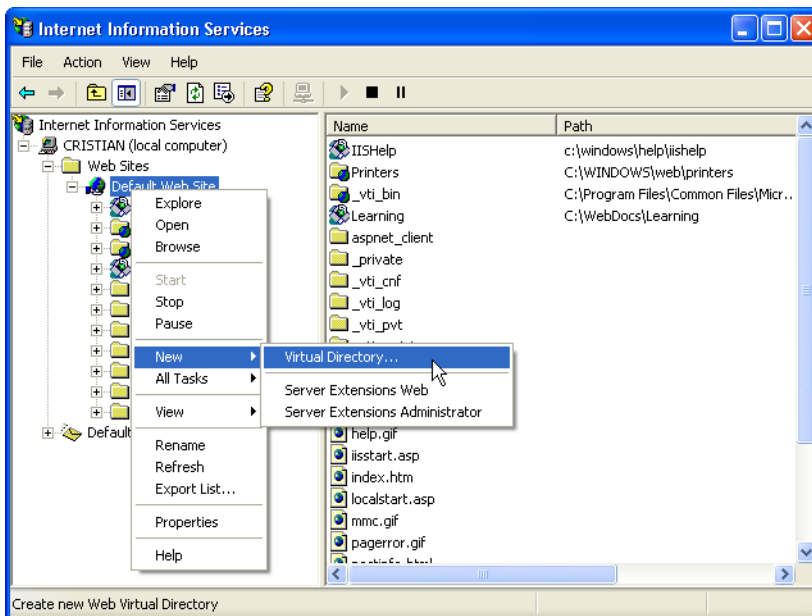 Internet Information Services
File Action View Help
Internet Information Services
CRISTIAN (local computer)
Web Sites
Default Web Site
Default
Explore
Open
Browse
Start
Stop
Pause
New
All Tasks
View
Rename
Refresh
Export List...
Properties
Help
Virtual Directory...
Server Extensions Web
Server Extensions Administrator
Name Path
IISHelp c:\windows\help\iishelp
Printers C:\WINDOWS\web\printers
_vti_bin C:\Program Files\Common Files\Micr..
Learning C:\WebDocs\Learning
aspnet_client
_private
_vti_cnf
_vti_log
_vti_pvt
help.gif
iisstart.asp
index.htm
localstart.asp
mmc.gif
pagerror.gif
Create new Web Virtual Directory